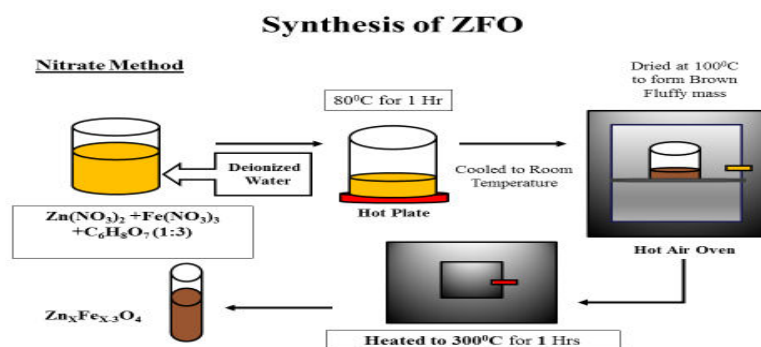 Synthesis of ZFO
Nitrate Method
Deionized
Water
Zn(NO₃)₂ +Fe(NO₃)₃
+C₆H₈O₇ (1:3)
80⁰C for 1 Hr
Hot Plate
Cooled to Room
Temperature
Dried at 100⁰C
to form Brown
Fluffy mass
Hot Air Oven
Heated to 300⁰C for 1 Hrs
Zn_XFe_X-3O₄